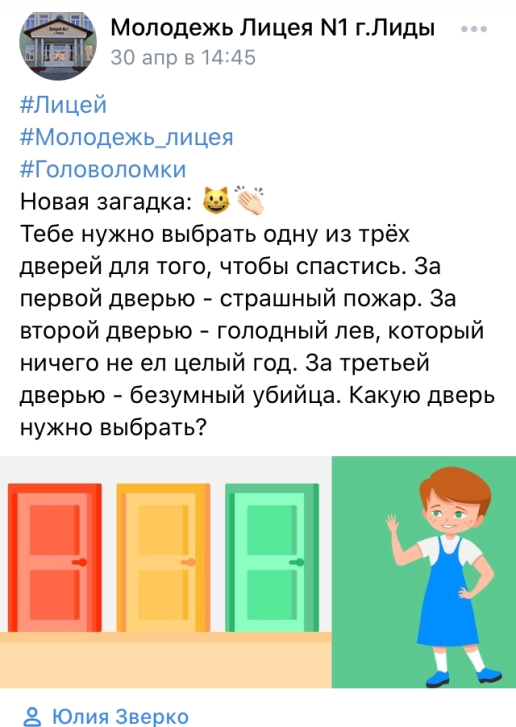 Молодежь Лицея N1 г.Лиды
30 апр в 14:45
#Лицей
#Молодежь_лицея
#Головоломки
Новая загадка: 😺👏🏻
Тебе нужно выбрать одну из трёх
дверей для того, чтобы спастись. За
первой дверью - страшный пожар. За
второй дверью - голодный лев, который
ничего не ел целый год. За третьей
дверью - безумный убийца. Какую дверь
нужно выбрать?
Юлия Зверко